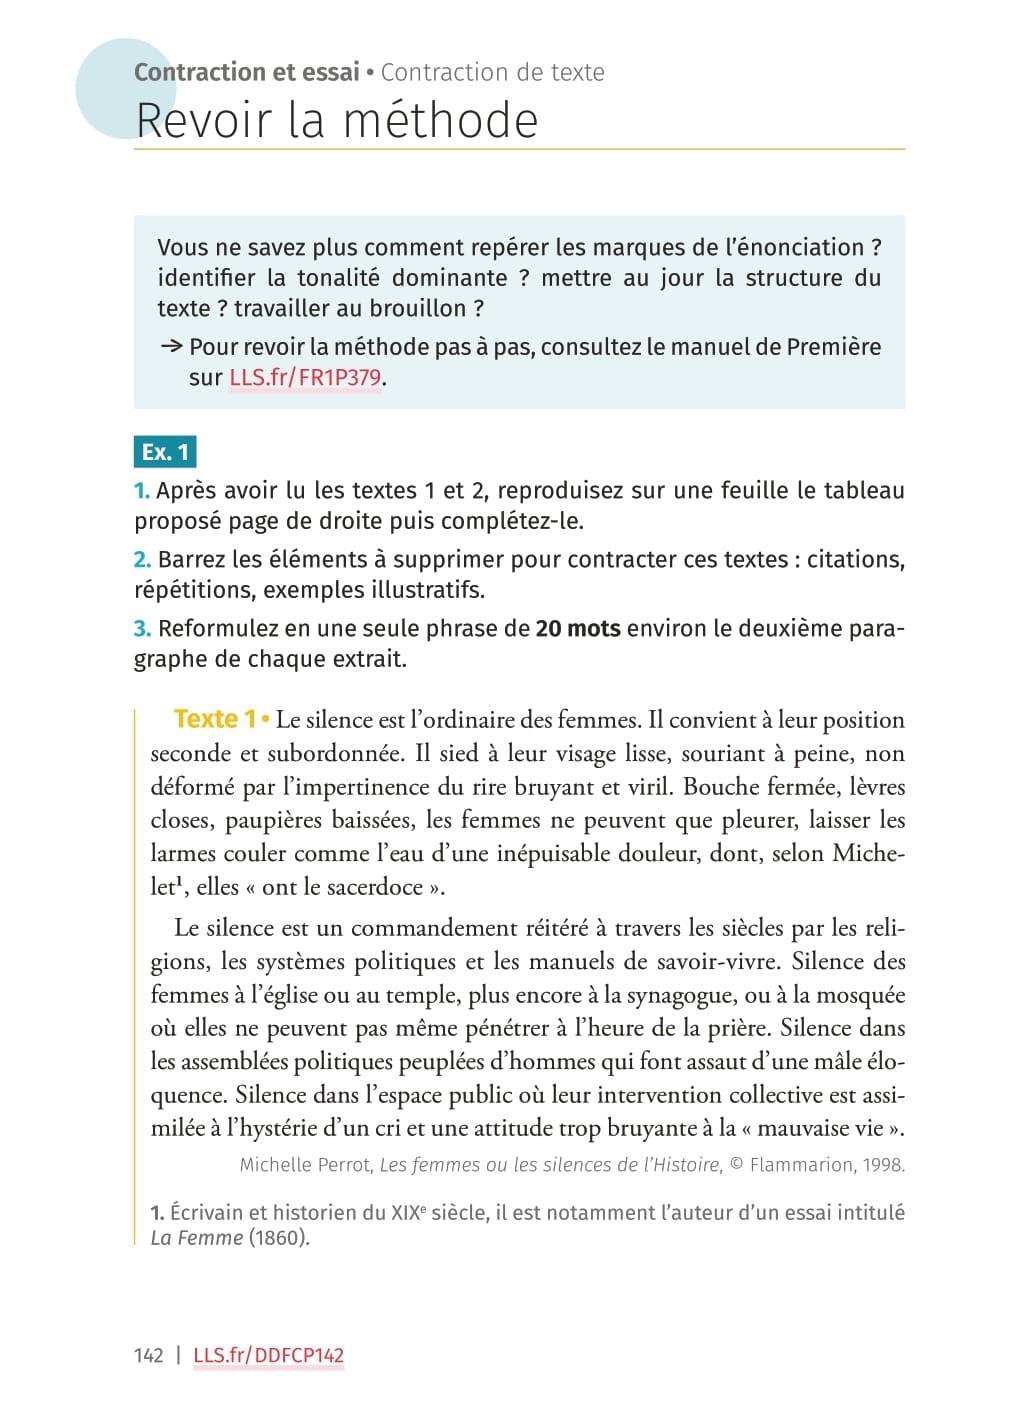 Contraction et essai • Contraction de texte
Revoir la méthode
Vous ne savez plus comment repérer les marques de l'énonciation ?
identifier la tonalité dominante ? mettre au jour la structure du
texte ? travailler au brouillon ?
→ Pour revoir la méthode pas à pas, consultez le manuel de Première
sur LLS.fr/FR1P379.
Ex. 1
1. Après avoir lu les textes 1 et 2, reproduisez sur une feuille le tableau
proposé page de droite puis complétez-le.
2. Barrez les éléments à supprimer pour contracter ces textes : citations,
répétitions, exemples illustratifs.
3. Reformulez en une seule phrase de 20 mots environ le deuxième para-
graphe de chaque extrait.
Texte 1 • Le silence est l'ordinaire des femmes. Il convient à leur position
seconde et subordonnée. Il sied à leur visage lisse, souriant à peine, non
déformé par l'impertinence du rire bruyant et viril. Bouche fermée, lèvres
closes, paupières baissées, les femmes ne peuvent que pleurer, laisser les
larmes couler comme l'eau d'une inépuisable douleur, dont, selon Miche-
let¹, elles « ont le sacerdoce ».
Le silence est un commandement réitéré à travers les siècles par les reli-
gions, les systèmes politiques et les manuels de savoir-vivre. Silence des
femmes à l'église ou au temple, plus encore à la synagogue, ou à la mosquée
où elles ne peuvent pas même pénétrer à l'heure de la prière. Silence dans
les assemblées politiques peuplées d'hommes qui font assaut d'une mâle élo-
quence. Silence dans l'espace public où leur intervention collective est assi-
milée à l'hystérie d'un cri et une attitude trop bruyante à la « mauvaise vie ».
Michelle Perrot, Les femmes ou les silences de l'Histoire, © Flammarion, 1998.
1. Écrivain et historien du XIXᵉ siècle, il est notamment l'auteur d'un essai intitulé
La Femme (1860).
142 | LLS.fr/DDFCP142